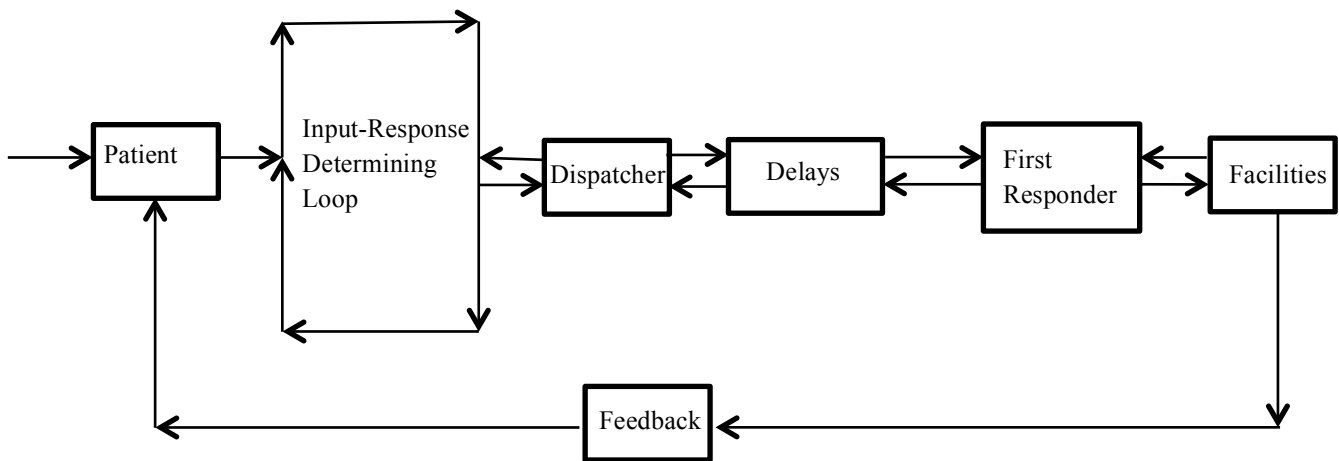 Patient
Input-Response
Determining
Loop
Dispatcher
Delays
First
Responder
Facilities
Feedback